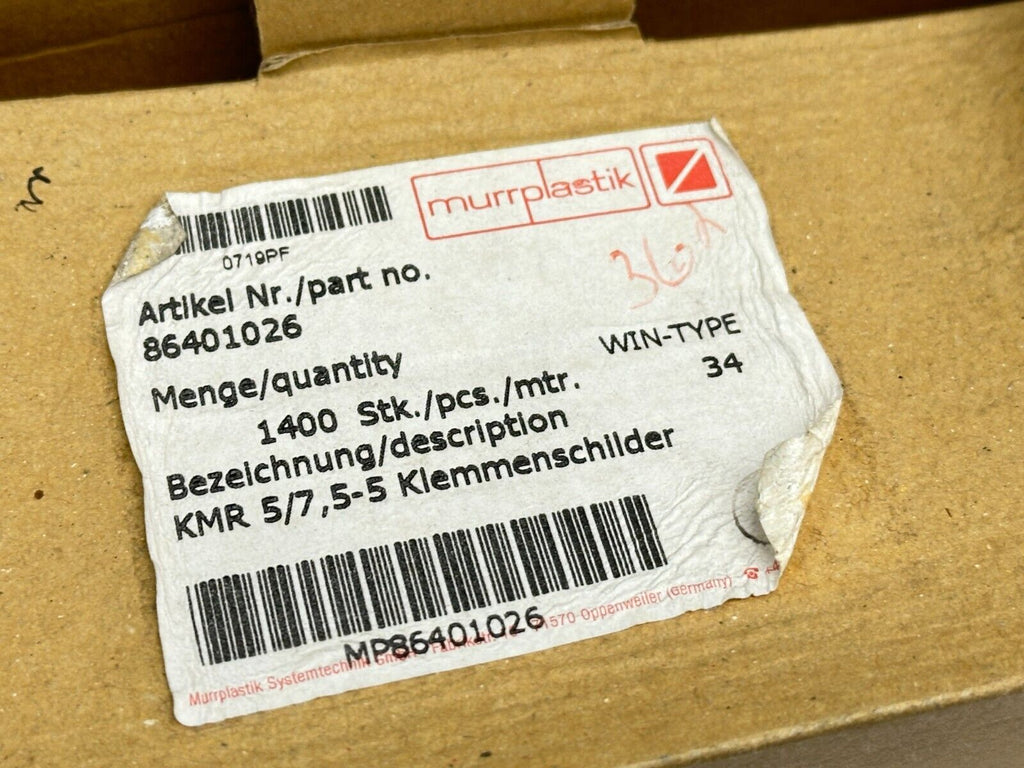 murrplastik
0719PF
Artikel Nr./part no.
86401026
Menge/quantity
WIN-TYPE
1400 Stk./pcs./mtr.
34
Bezeichnung/description
KMR 5/7,5-5 Klemmenschilder
MP86401026
Murrplastik Systemtechnik 71570 Oppenweiler (Germany)